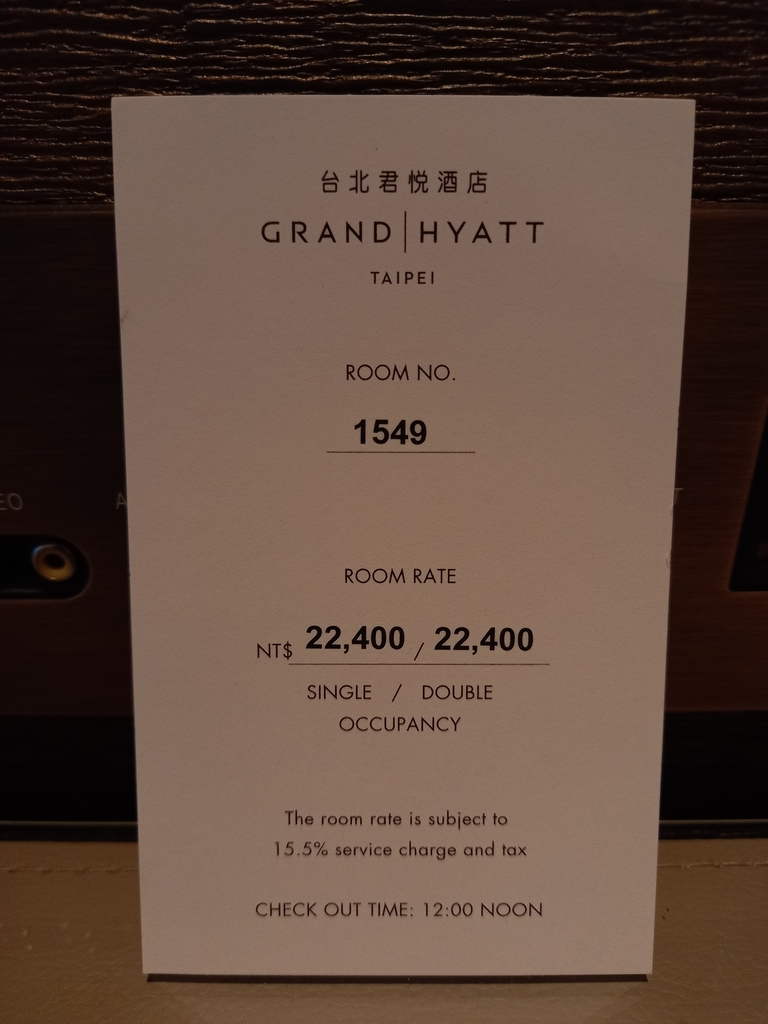 台北君悦酒店
GRAND | HYATT
TAIPEI
ROOM NO.
1549
ROOM RATE
NT$ 22,400 / 22,400
SINGLE / DOUBLE
OCCUPANCY
The room rate is subject to
15.5% service charge and tax
CHECK OUT TIME: 12:00 NOON